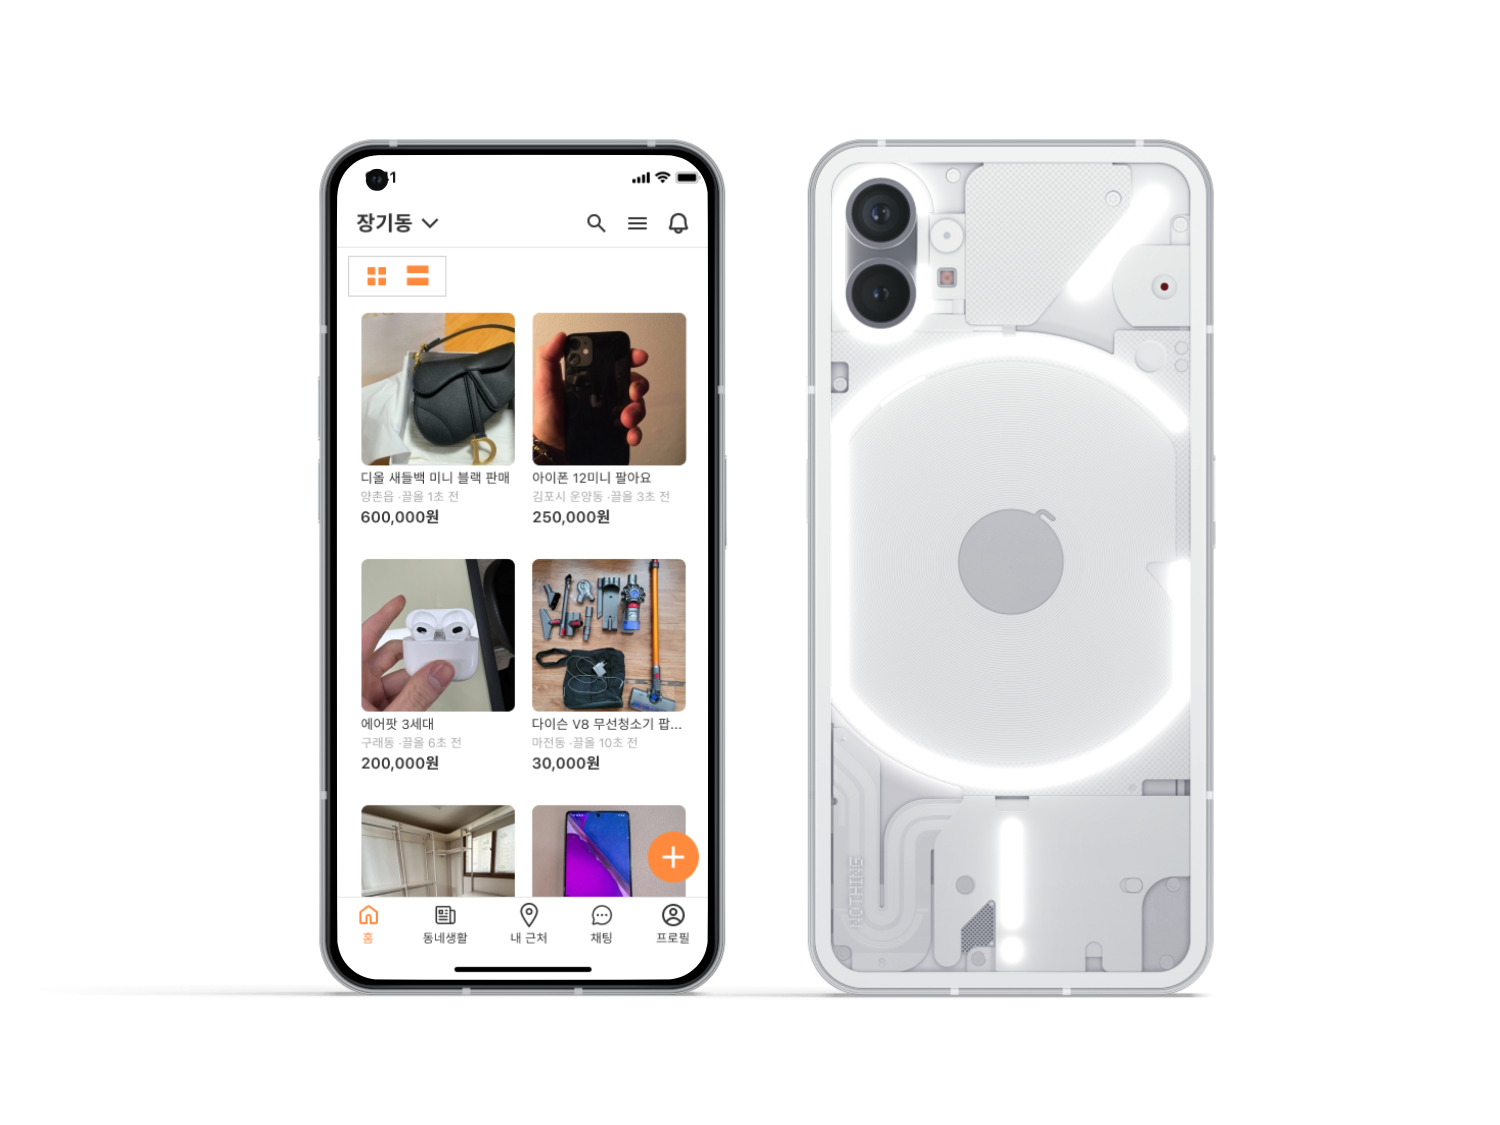 장기동
디올 새들백 미니 블랙 판매
양촌읍 ·끌올 1초 전
600,000원
아이폰 12미니 팔아요
김포시 운양동 ·끌올 3초 전
250,000원
에어팟 3세대
구래동 ·끌올 6초 전
200,000원
다이슨 V8 무선청소기 팝...
마전동 ·끌올 10초 전
30,000원
홈
동네생활
내 근처
채팅
프로필
NOTHING